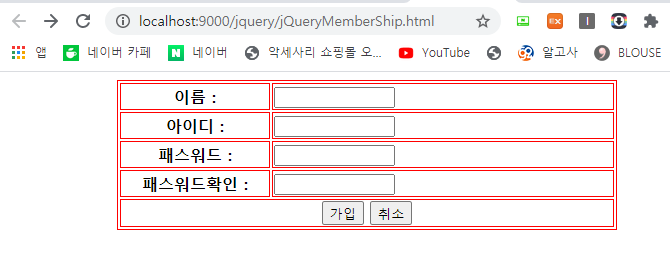 localhost:9000/jquery/jQueryMemberShip.html
앱 네이버 카페 네이버 악세사리 쇼핑몰 오... YouTube 알고사 BLOUSE
이름 :
아이디 :
패스워드 :
패스워드확인 :
가입 취소